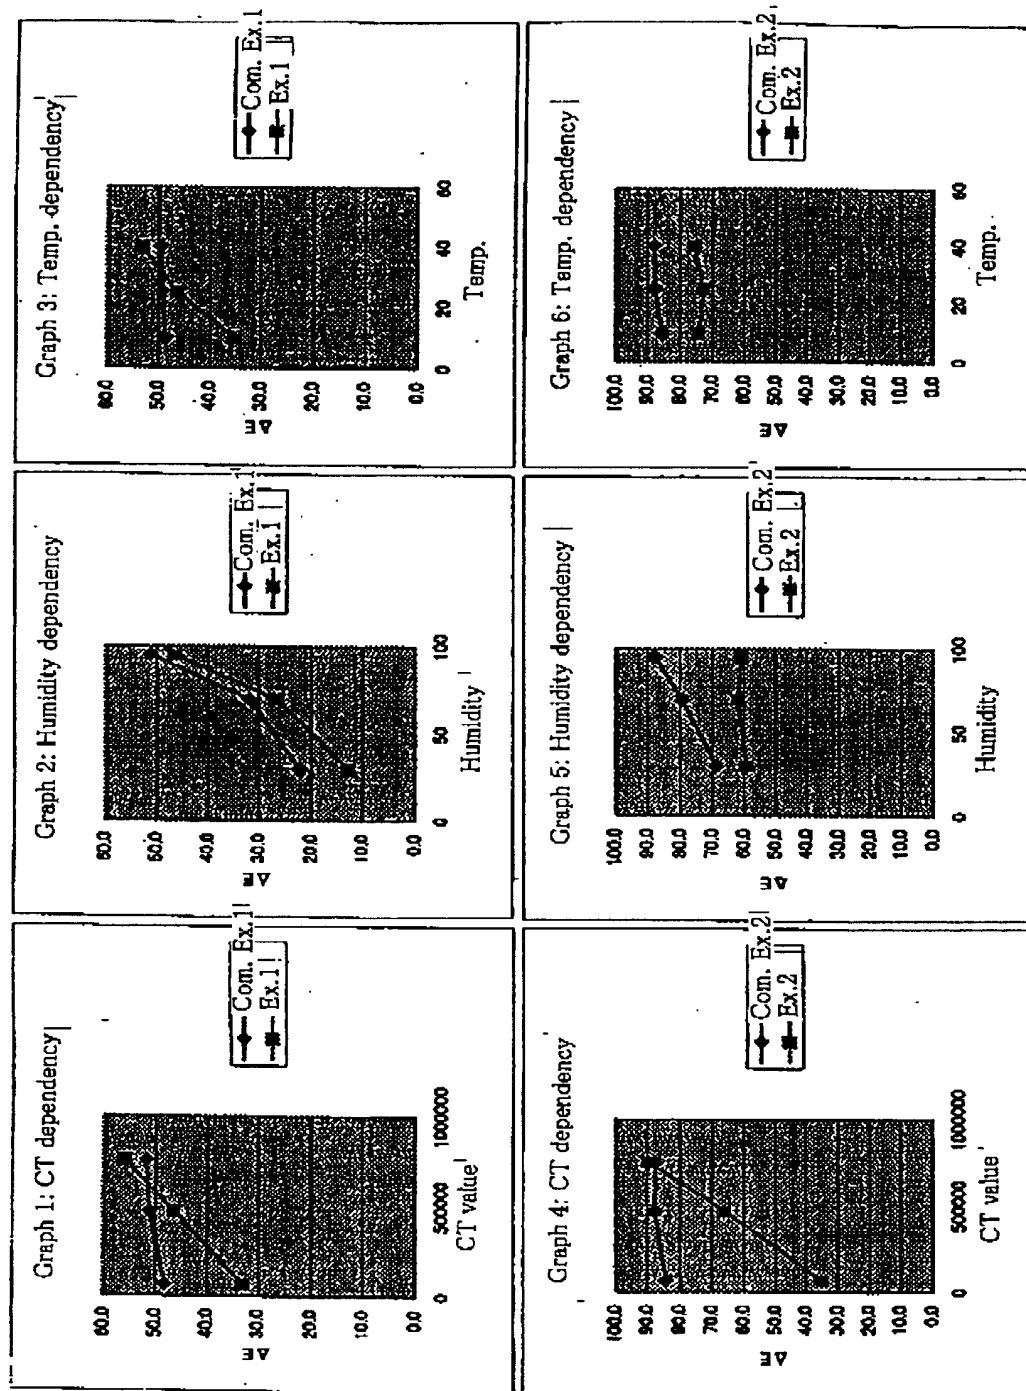 Graph 1: CT dependency
60.0
50.0
40.0
30.0
20.0
10.0
0.0
ΔE
0 500000 1000000
CT value
Com. Ex.1
Ex.1
Graph 2: Humidity dependency
60.0
50.0
40.0
30.0
20.0
10.0
0.0
ΔE
0 50 100
Humidity
Com. Ex.1
Ex.1
Graph 3: Temp. dependency
60.0
50.0
40.0
30.0
20.0
10.0
0.0
ΔE
0 20 40 60
Temp.
Com. Ex.1
Ex.1
Graph 4: CT dependency
100.0
90.0
80.0
70.0
60.0
50.0
40.0
30.0
20.0
10.0
0.0
ΔE
0 500000 1000000
CT value
Com. Ex.2
Ex.2
Graph 5: Humidity dependency
100.0
90.0
80.0
70.0
60.0
50.0
40.0
30.0
20.0
10.0
0.0
ΔE
0 50 100
Humidity
Com. Ex.2
Ex.2
Graph 6: Temp. dependency
100.0
90.0
80.0
70.0
60.0
50.0
40.0
30.0
20.0
10.0
0.0
ΔE
0 20 40 60
Temp.
Com. Ex.2
Ex.2